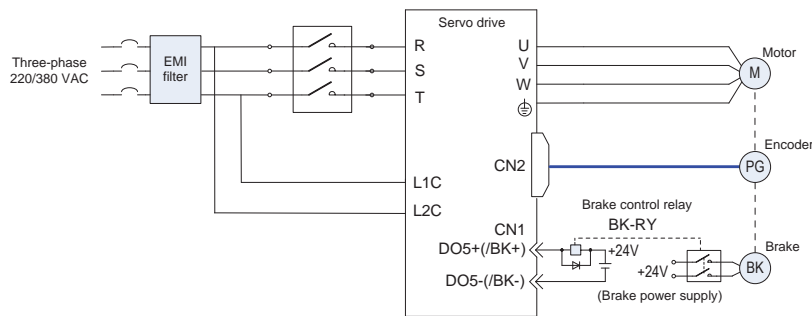 Servo drive
Three-phase
220/380 VAC
EMI
filter
R
S
T
U
V
W
Motor
M
L1C
L2C
CN2
Encoder
PG
CN1
DO5+(/BK+)
DO5-(/BK-)
Brake control relay
BK-RY
+24V
+24V
(Brake power supply)
Brake
BK